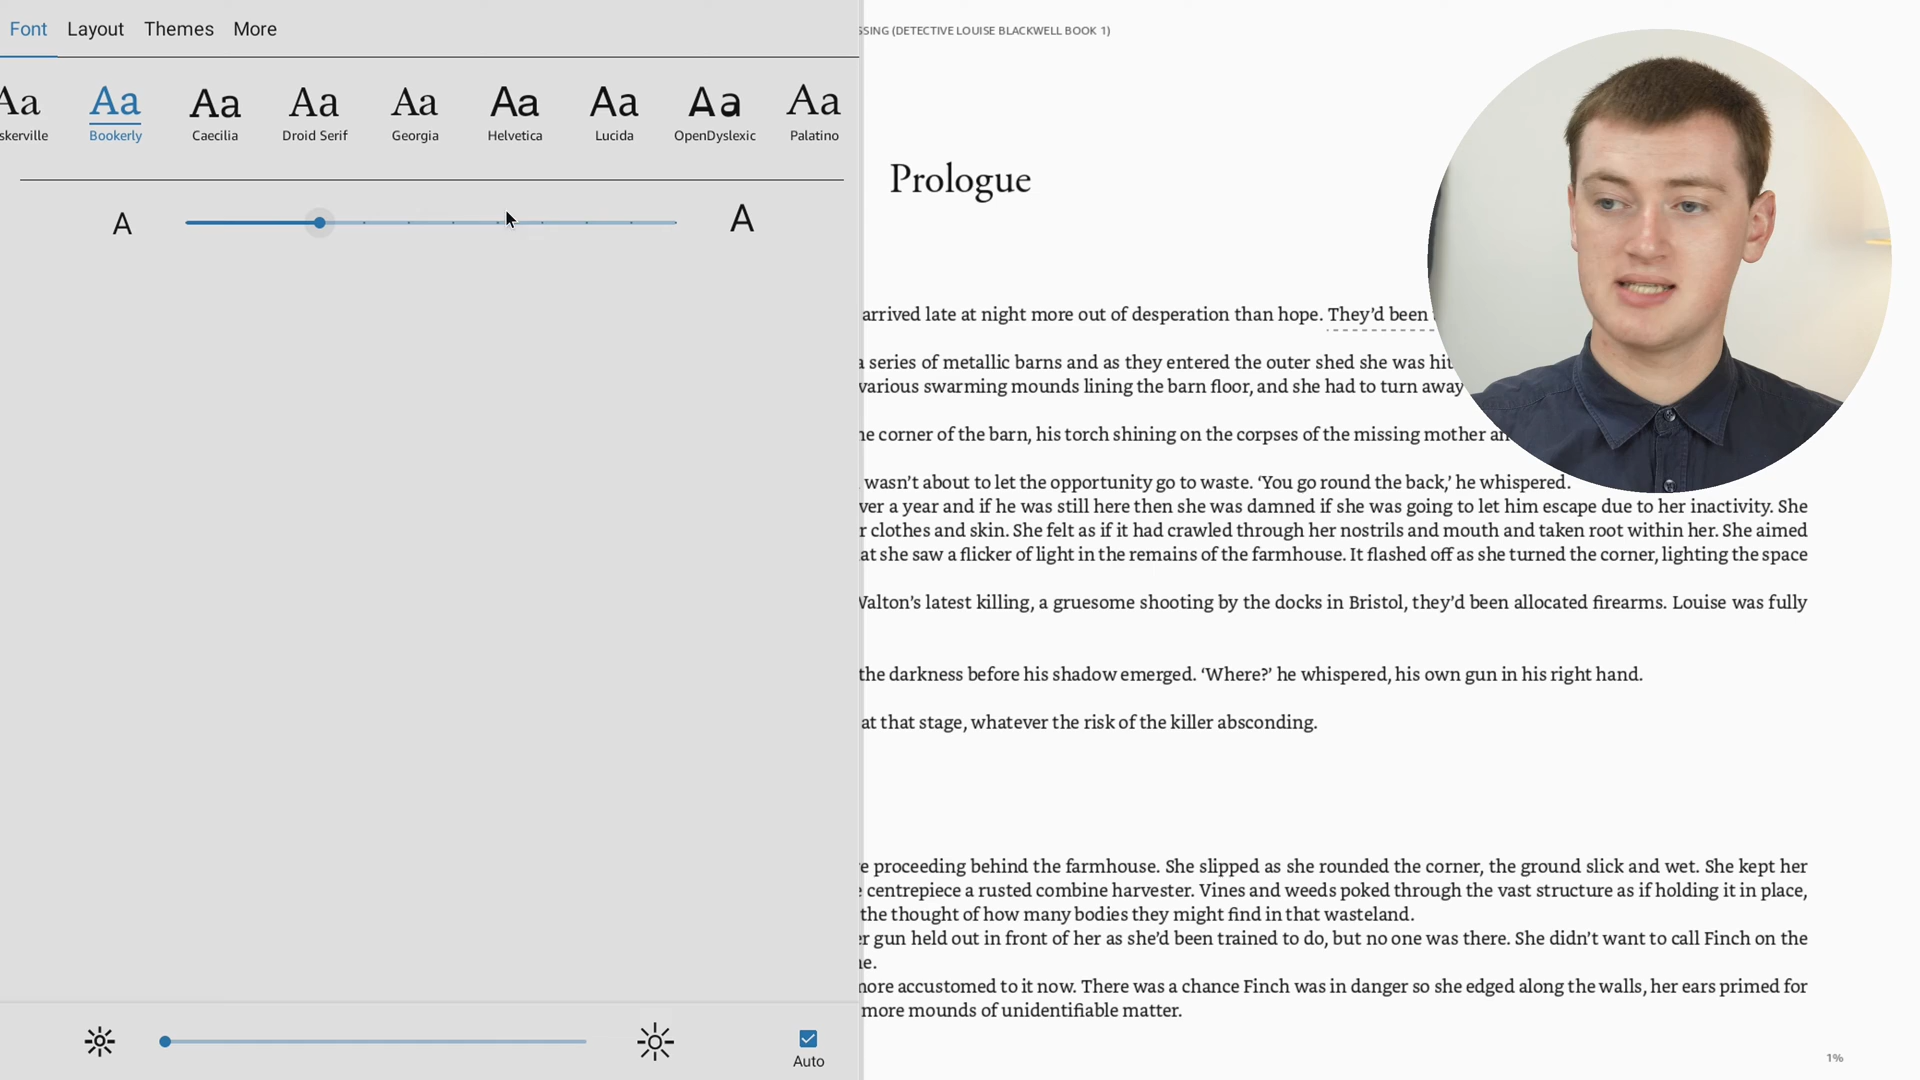 Font Layout Themes More
SSING (DETECTIVE LOUISE BLACKWELL BOOK 1)
Aa Aa Aa Aa Aa Aa Aa Aa Aa
skerville Bookerly Caecilia Droid Serif Georgia Helvetica Lucida OpenDyslexic Palatino
Prologue
A A
arrived late at night more out of desperation than hope. They’d been
a series of metallic barns and as they entered the outer shed she was hit
various swarming mounds lining the barn floor, and she had to turn away
he corner of the barn, his torch shining on the corpses of the missing mother an
wasn’t about to let the opportunity go to waste. ‘You go round the back,’ he whispered.
ver a year and if he was still here then she was damned if she was going to let him escape due to her inactivity. She
r clothes and skin. She felt as if it had crawled through her nostrils and mouth and taken root within her. She aimed
at she saw a flicker of light in the remains of the farmhouse. It flashed off as she turned the corner, lighting the space
Walton’s latest killing, a gruesome shooting by the docks in Bristol, they’d been allocated firearms. Louise was fully
the darkness before his shadow emerged. ‘Where?’ he whispered, his own gun in his right hand.
at that stage, whatever the risk of the killer absconding.
e proceeding behind the farmhouse. She slipped as she rounded the corner, the ground slick and wet. She kept her
e centrepiece a rusted combine harvester. Vines and weeds poked through the vast structure as if holding it in place,
the thought of how many bodies they might find in that wasteland.
er gun held out in front of her as she’d been trained to do, but no one was there. She didn’t want to call Finch on the
ne.
more accustomed to it now. There was a chance Finch was in danger so she edged along the walls, her ears primed for
more mounds of unidentifiable matter.
Auto
1%